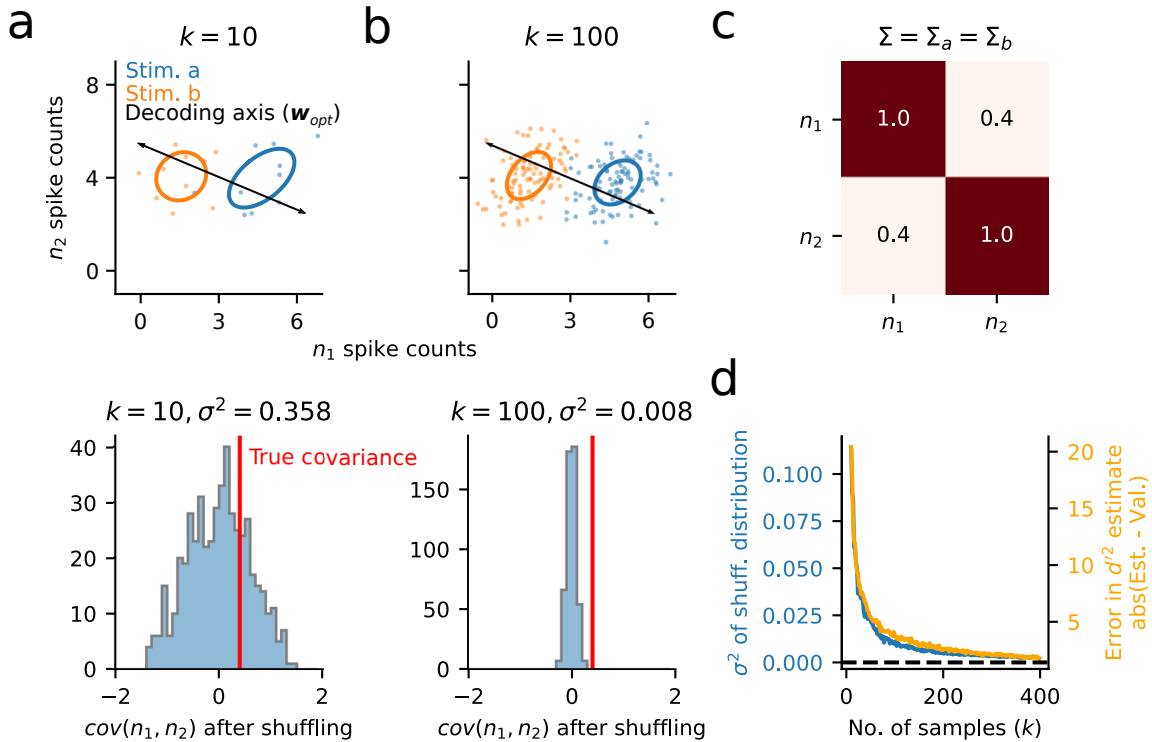 a
k = 10
Stim. a
Stim. b
Decoding axis (w_opt)
n₂ spike counts
8
4
0
0 3 6
b
k = 100
0 3 6
n₁ spike counts
c
Σ = Σ_a = Σ_b
n₁
n₂
1.0 0.4
0.4 1.0
n₁ n₂
k = 10, σ² = 0.358
True covariance
40
30
20
10
0
−2 0 2
cov(n₁, n₂) after shuffling
k = 100, σ² = 0.008
150
100
50
0
−2 0 2
cov(n₁, n₂) after shuffling
d
σ² of shuff. distribution
0.100
0.075
0.050
0.025
0.000
0 200 400
No. of samples (k)
20
15
10
5
Error in d′² estimate
abs(Est. - Val.)